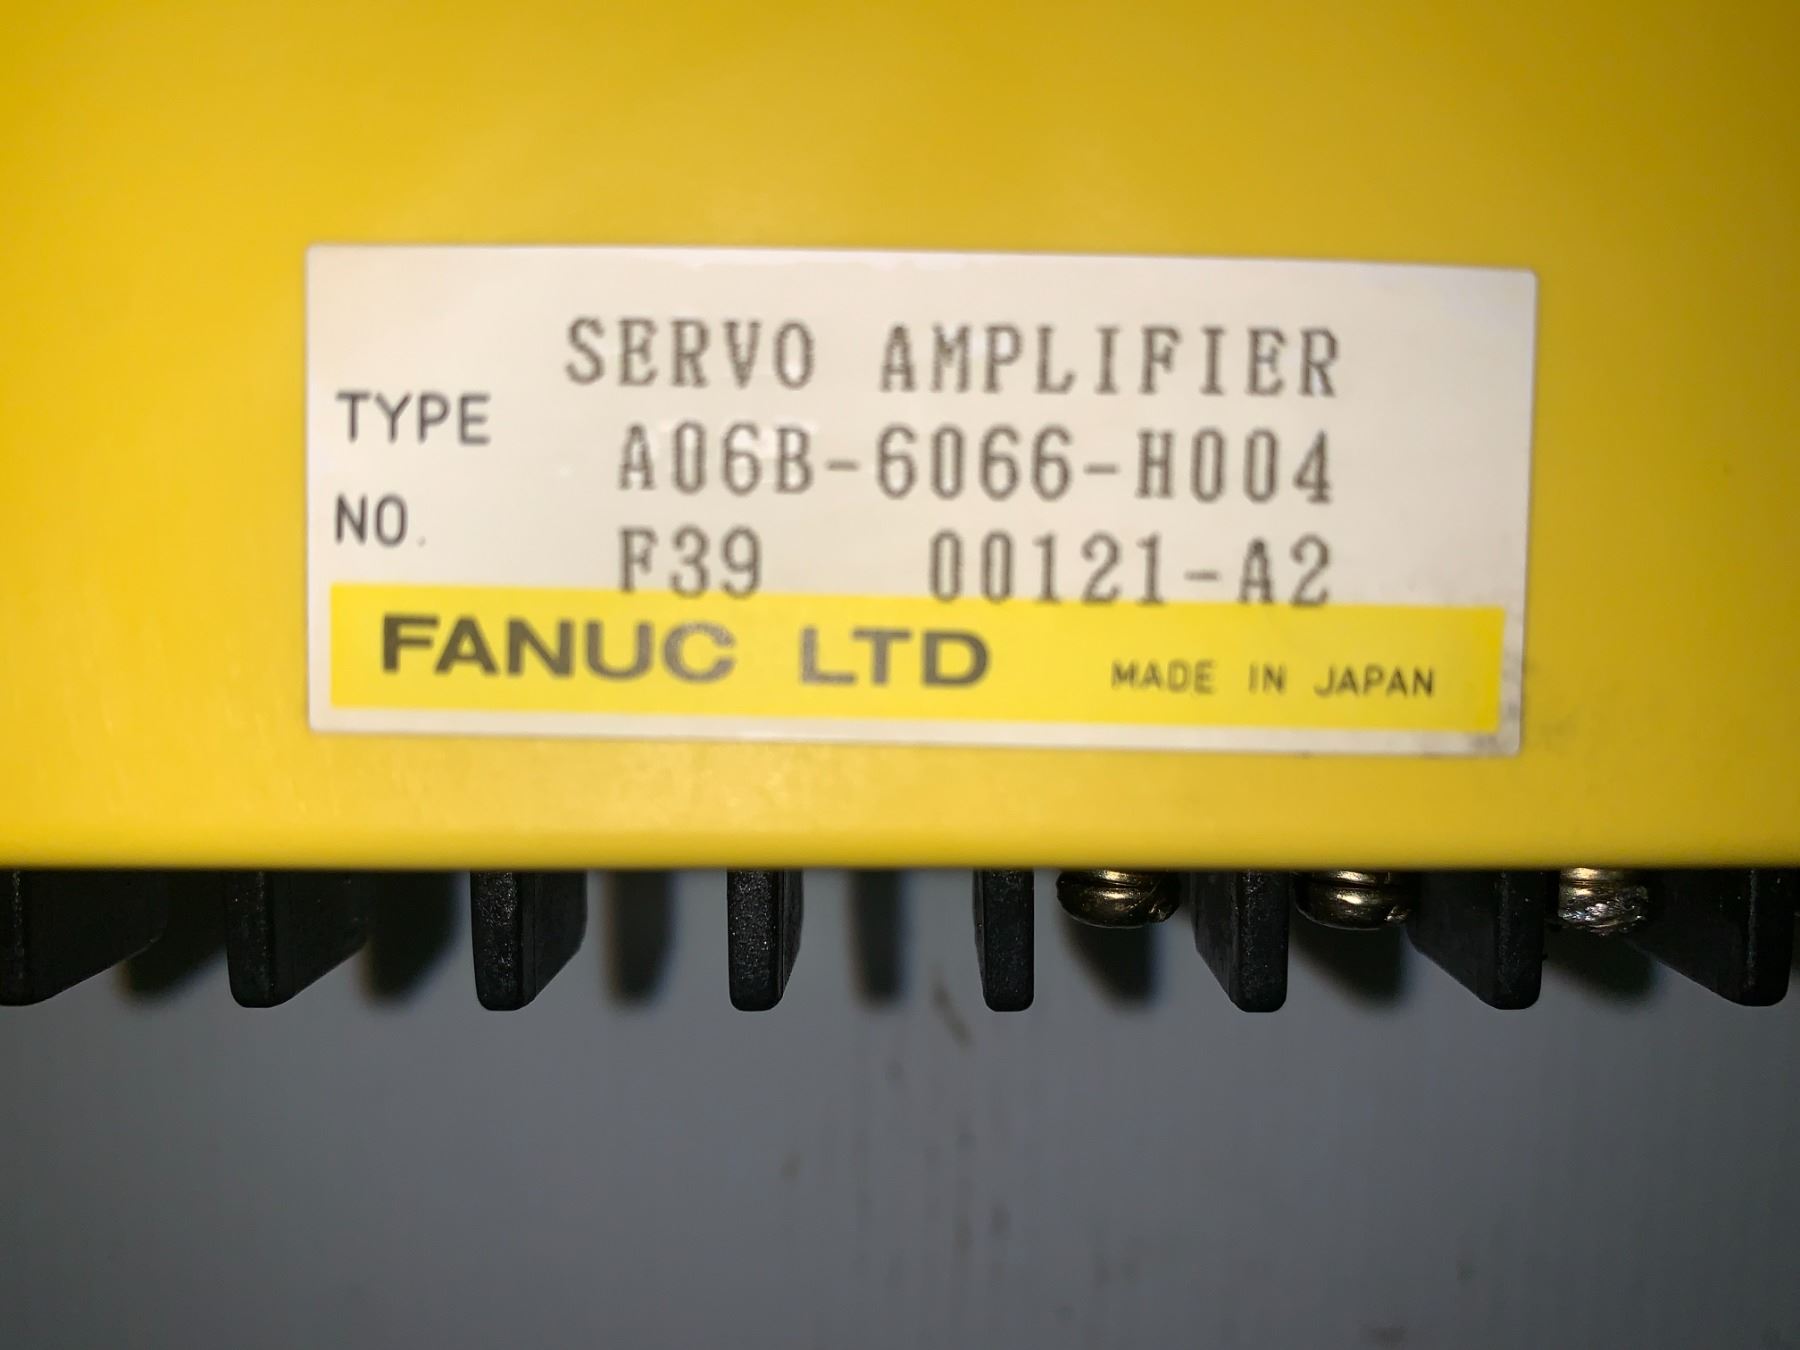 SERVO AMPLIFIER
TYPE A06B-6066-H004
NO. F39 00121-A2
FANUC LTD MADE IN JAPAN